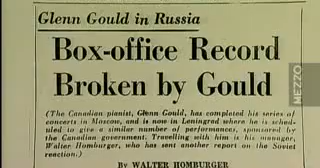 Glenn Gould in Russia
Box-office Record
Broken by Gould
(The Canadian pianist, Glenn Gould, has completed his series of
concerts in Moscow, and is now in Leningrad where he is sched-
uled to give a similar number of performances, sponsored by
the Canadian government. Travelling with him is his manager,
Walter Homburger, who has sent another report on the Soviet
reaction.)
By WALTER HOMBURGER
MEZZO